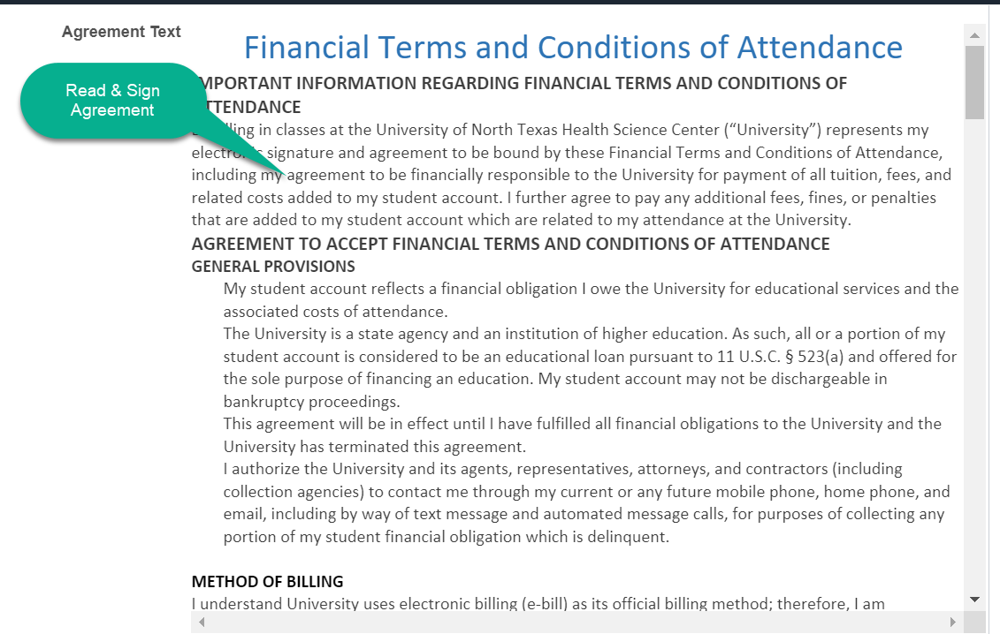 Agreement Text
Financial Terms and Conditions of Attendance
Read & Sign
Agreement
MPORTANT INFORMATION REGARDING FINANCIAL TERMS AND CONDITIONS OF
TTENDANCE
ling in classes at the University of North Texas Health Science Center (“University”) represents my
signature and agreement to be bound by these Financial Terms and Conditions of Attendance,
including my agreement to be financially responsible to the University for payment of all tuition, fees, and
related costs added to my student account. I further agree to pay any additional fees, fines, or penalties
that are added to my student account which are related to my attendance at the University.
AGREEMENT TO ACCEPT FINANCIAL TERMS AND CONDITIONS OF ATTENDANCE
GENERAL PROVISIONS
My student account reflects a financial obligation I owe the University for educational services and the
associated costs of attendance.
The University is a state agency and an institution of higher education. As such, all or a portion of my
student account is considered to be an educational loan pursuant to 11 U.S.C. § 523(a) and offered for
the sole purpose of financing an education. My student account may not be dischargeable in
bankruptcy proceedings.
This agreement will be in effect until I have fulfilled all financial obligations to the University and the
University has terminated this agreement.
I authorize the University and its agents, representatives, attorneys, and contractors (including
collection agencies) to contact me through my current or any future mobile phone, home phone, and
email, including by way of text message and automated message calls, for purposes of collecting any
portion of my student financial obligation which is delinquent.
METHOD OF BILLING
I understand University uses electronic billing (e-bill) as its official billing method; therefore, I am